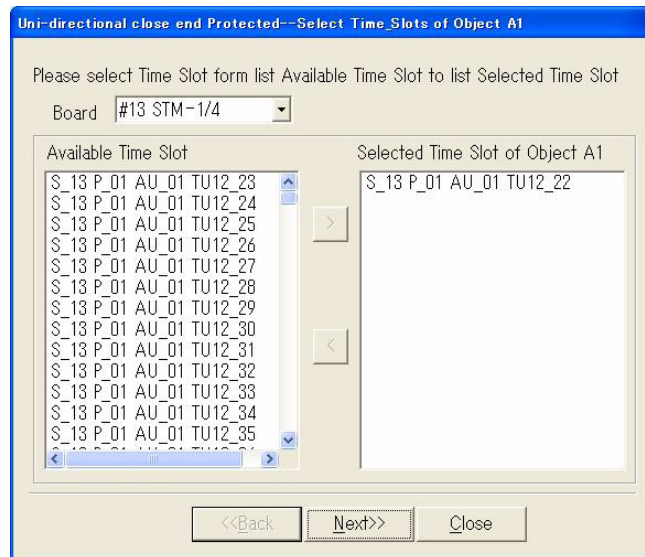 Uni-directional close end Protected--Select Time_Slots of Object A1
Please select Time Slot form list Available Time Slot to list Selected Time Slot
Board #13 STM-1/4
Available Time Slot
S_13 P_01 AU_01 TU12_23
S_13 P_01 AU_01 TU12_24
S_13 P_01 AU_01 TU12_25
S_13 P_01 AU_01 TU12_26
S_13 P_01 AU_01 TU12_27
S_13 P_01 AU_01 TU12_28
S_13 P_01 AU_01 TU12_29
S_13 P_01 AU_01 TU12_30
S_13 P_01 AU_01 TU12_31
S_13 P_01 AU_01 TU12_32
S_13 P_01 AU_01 TU12_33
S_13 P_01 AU_01 TU12_34
S_13 P_01 AU_01 TU12_35
>
<
Selected Time Slot of Object A1
S_13 P_01 AU_01 TU12_22
<<Back
Next>>
Close